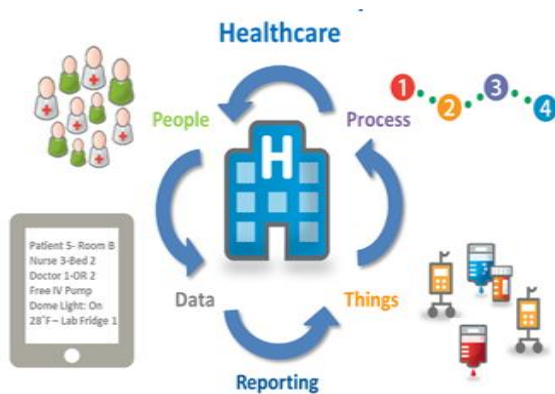 Healthcare
People
Process
1
2
3
4
H
Patient 5- Room B
Nurse 3-Bed 2
Doctor 1-OR 2
Free IV Pump
Dome Light: On
28°F – Lab Fridge 1
Data
Things
Reporting